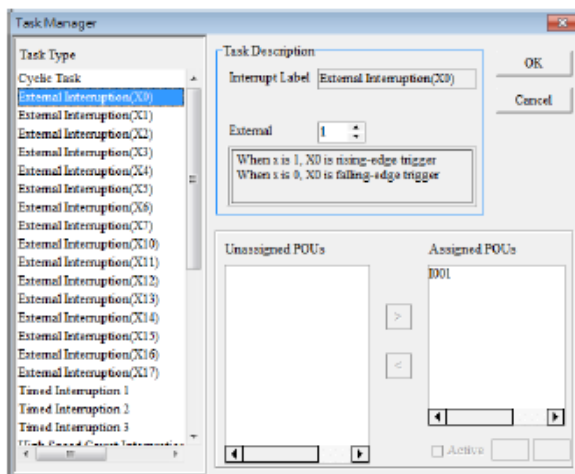 Task Manager
Task Type
Cyclic Task
External Interruption(X0)
External Interruption(X1)
External Interruption(X2)
External Interruption(X3)
External Interruption(X4)
External Interruption(X5)
External Interruption(X6)
External Interruption(X7)
External Interruption(X10)
External Interruption(X11)
External Interruption(X12)
External Interruption(X13)
External Interruption(X14)
External Interruption(X15)
External Interruption(X16)
External Interruption(X17)
Timed Interruption 1
Timed Interruption 2
Timed Interruption 3
Task Description
Interrupt Label External Interruption(X0)
External 1
When x is 1, X0 is rising-edge trigger
When x is 0, X0 is falling-edge trigger
OK
Cancel
Unassigned POUs
Assigned POUs
I001
>
<
Active